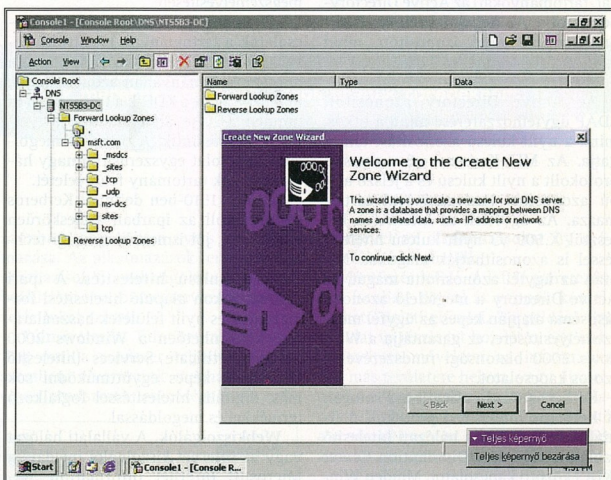 Console1 - [Console Root\DNS\NT55B3-DC]
Console Window Help
Action View
Console Root
DNS
NT55B3-DC
Forward Lookup Zones
.
msft.com
_msdcs
_sites
_tcp
_udp
ms-dcs
sites
tcp
Reverse Lookup Zones
Name Type Data
Forward Lookup Zones
Reverse Lookup Zones
Create New Zone Wizard
Welcome to the Create New
Zone Wizard
This wizard helps you create a new zone for your DNS server.
A zone is a database that provides a mapping between DNS
names and related data, such as IP address or network
services.
To continue, click Next.
< Back Next > Cancel
Teljes képernyő
Teljes képernyő bezárása
Start Console1 - [Console R...